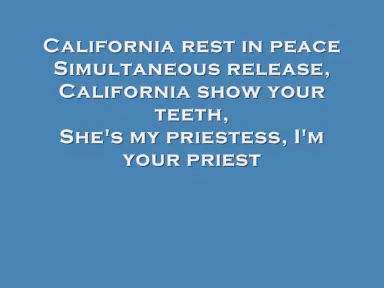 California rest in peace
Simultaneous release,
California show your
teeth,
She's my priestess, I'm
your priest